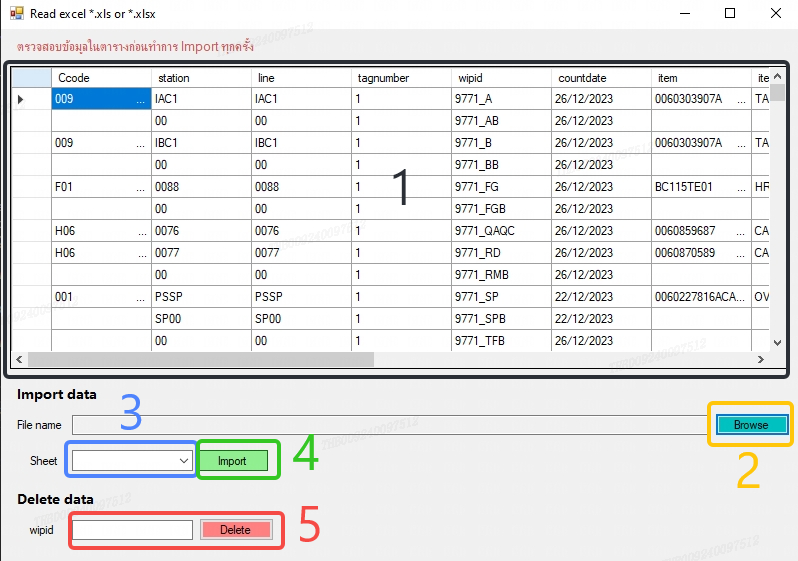 Read excel *.xls or *.xlsx
ตรวจสอบข้อมูลในตารางก่อนทำการ Import ทุกครั้ง
Ccode station line tagnumber wipid countdate item ite
009 ... IAC1 IAC1 1 9771_A 26/12/2023 0060303907A ... TA
00 00 1 9771_AB 26/12/2023
009 ... IBC1 IBC1 1 9771_B 26/12/2023 0060303907A ... TA
00 00 1 9771_BB 26/12/2023
F01 ... 0088 0088 1 9771_FG 26/12/2023 BC115TE01 ... HR
00 00 1 9771_FGB 26/12/2023
H06 ... 0076 0076 1 9771_QAQC 26/12/2023 0060859687 ... CA
H06 ... 0077 0077 1 9771_RD 26/12/2023 0060870589 ... CA
00 00 1 9771_RMB 26/12/2023
001 ... PSSP PSSP 1 9771_SP 22/12/2023 0060227816ACA... OV
SP00 SP00 1 9771_SPB 22/12/2023
00 00 1 9771_TFB 26/12/2023
1
Import data
3
File name Browse
Sheet Import 4
2
Delete data
wipid Delete 5